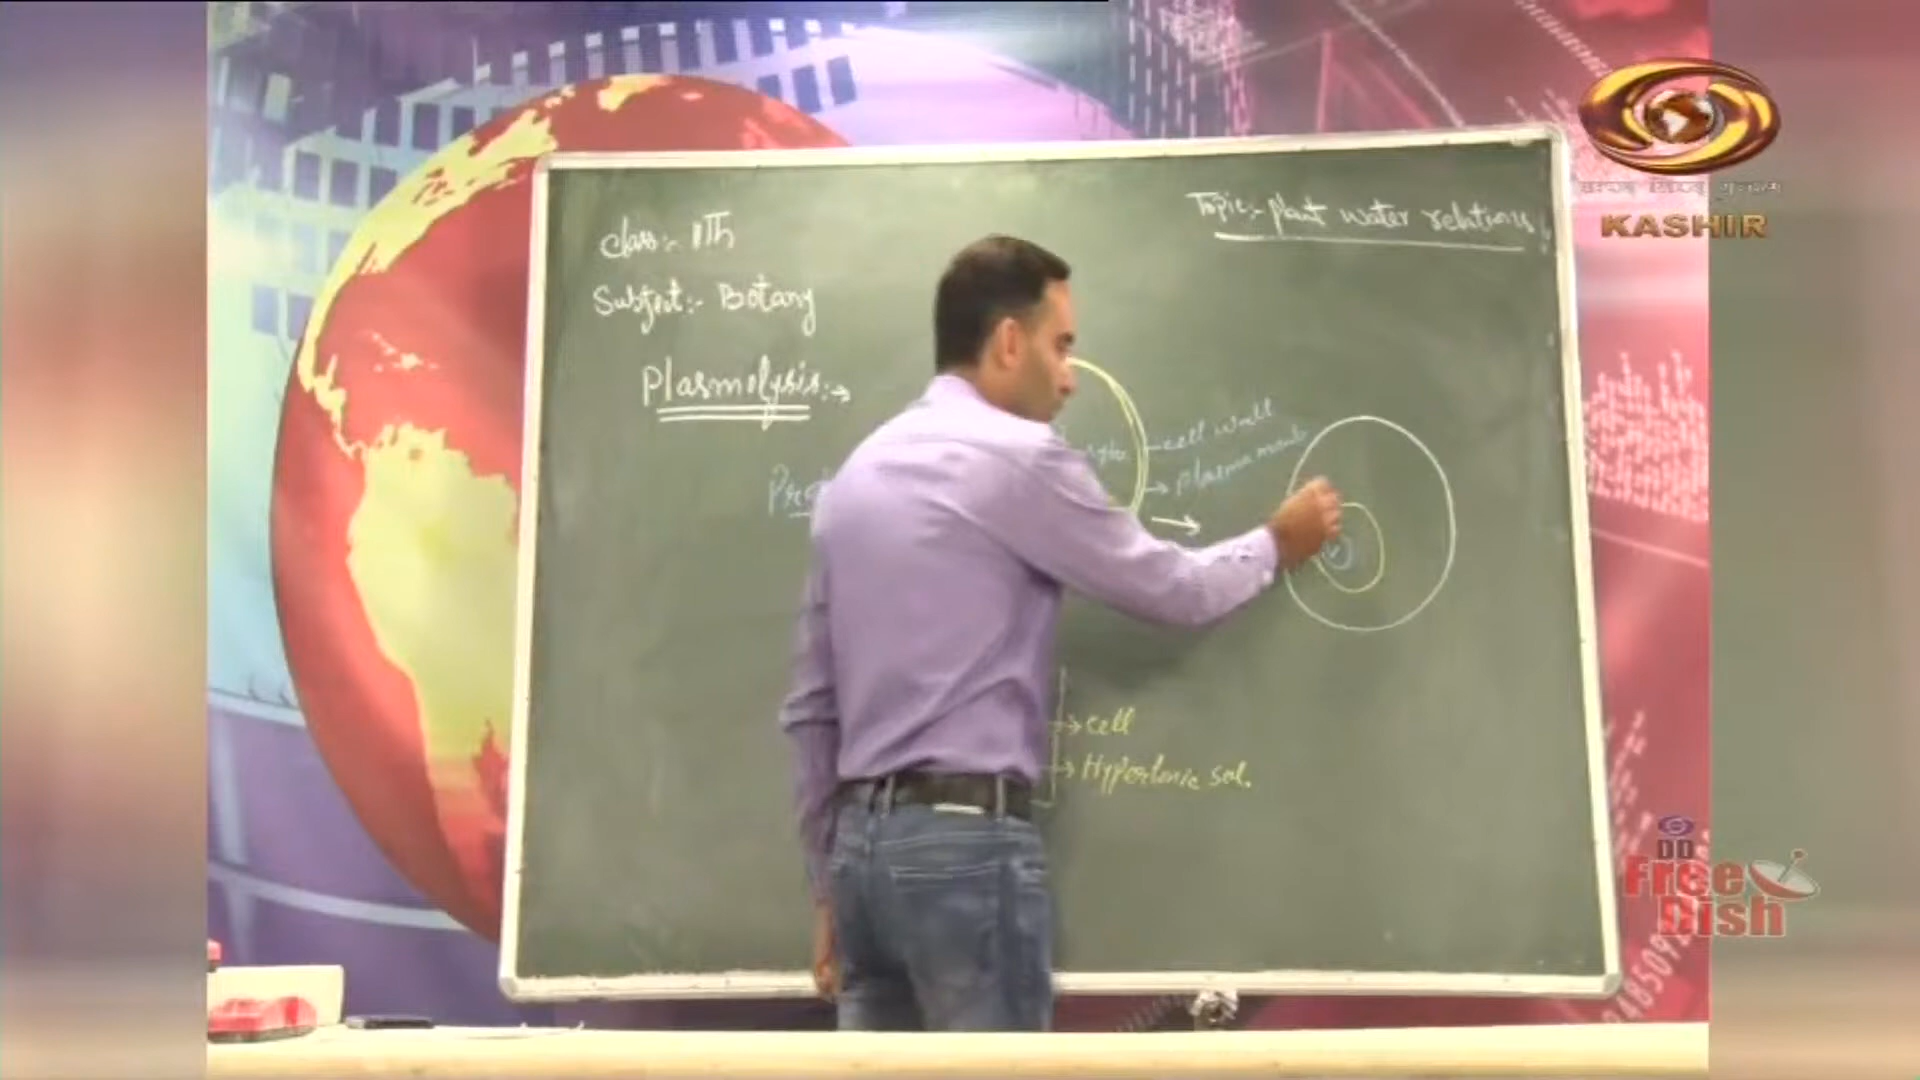 Class:- 11Th
Topic:- Plant water relations
KASHIR
Subject:- Botany
Plasmolysis:→
cell wall
Plasma
cell
Hypertonic sol.
DD
Free
Dish